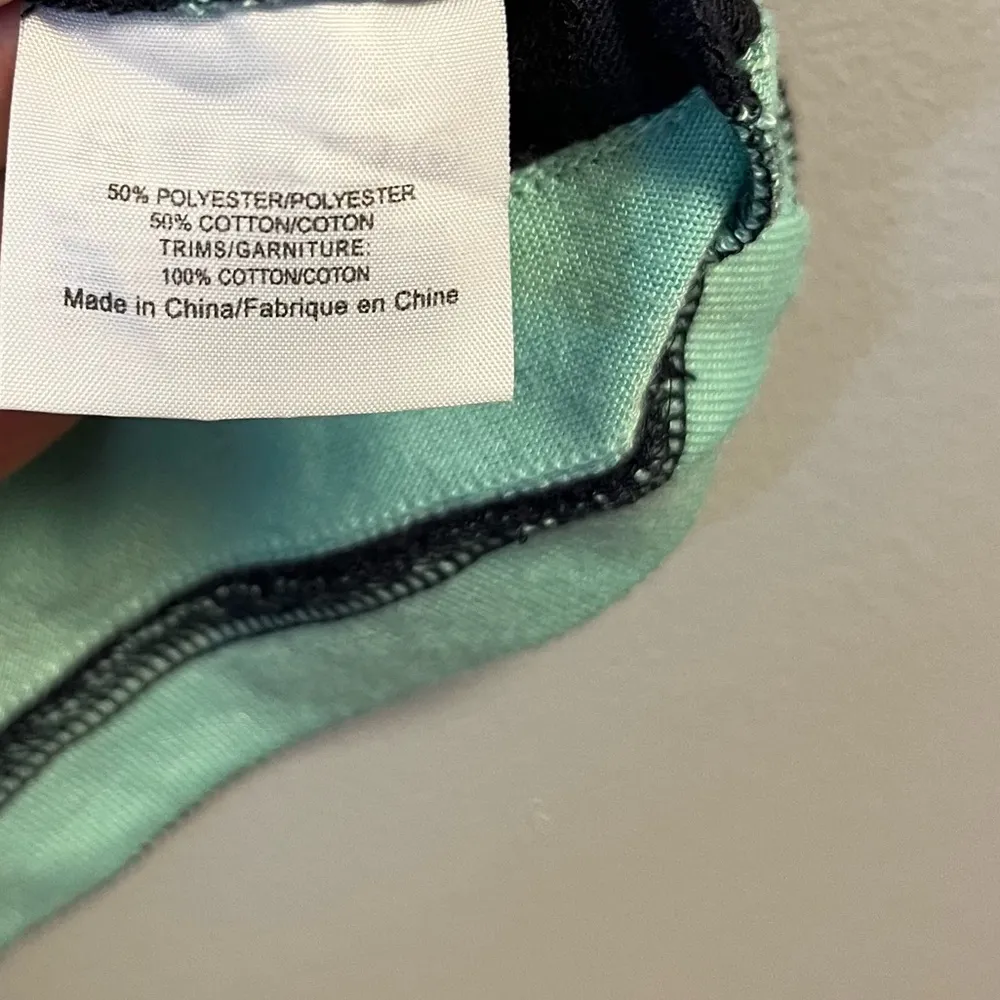 50% POLYESTER/POLYESTER
50% COTTON/COTON
TRIMS/GARNITURE:
100% COTTON/COTON
Made in China/Fabrique en Chine